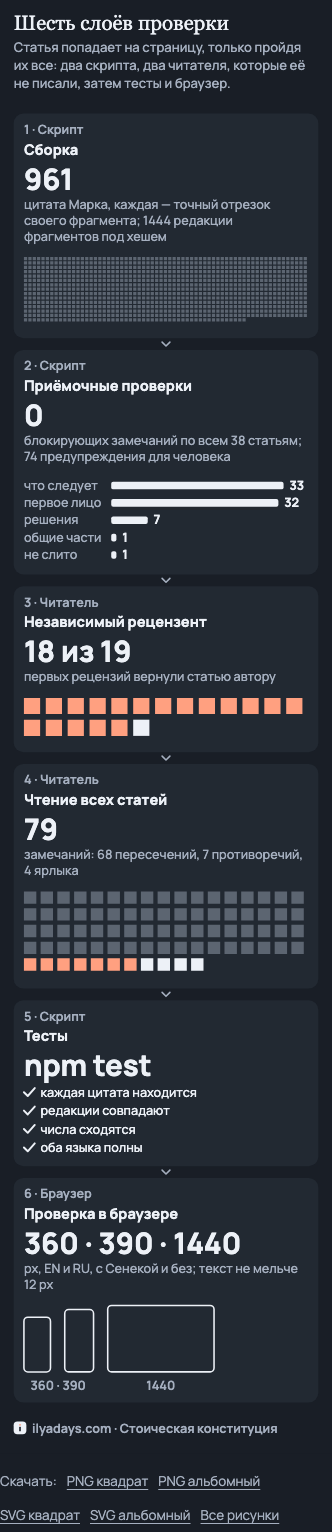 Шесть слоёв проверки
Статья попадает на страницу, только пройдя
их все: два скрипта, два читателя, которые её
не писали, затем тесты и браузер.
1 · Скрипт
Сборка
961
цитата Марка, каждая — точный отрезок
своего фрагмента; 1444 редакции
фрагментов под хешем
2 · Скрипт
Приёмочные проверки
0
блокирующих замечаний по всем 38 статьям;
74 предупреждения для человека
что следует 33
первое лицо 32
решения 7
общие части 1
не слито 1
3 · Читатель
Независимый рецензент
18 из 19
первых рецензий вернули статью автору
4 · Читатель
Чтение всех статей
79
замечаний: 68 пересечений, 7 противоречий,
4 ярлыка
5 · Скрипт
Тесты
npm test
каждая цитата находится
редакции совпадают
числа сходятся
оба языка полны
6 · Браузер
Проверка в браузере
360 · 390 · 1440
px, EN и RU, с Сенекой и без; текст не мельче
12 px
360 · 390 1440
ilyadays.com · Стоическая конституция
Скачать: PNG квадрат PNG альбомный
SVG квадрат SVG альбомный Все рисунки